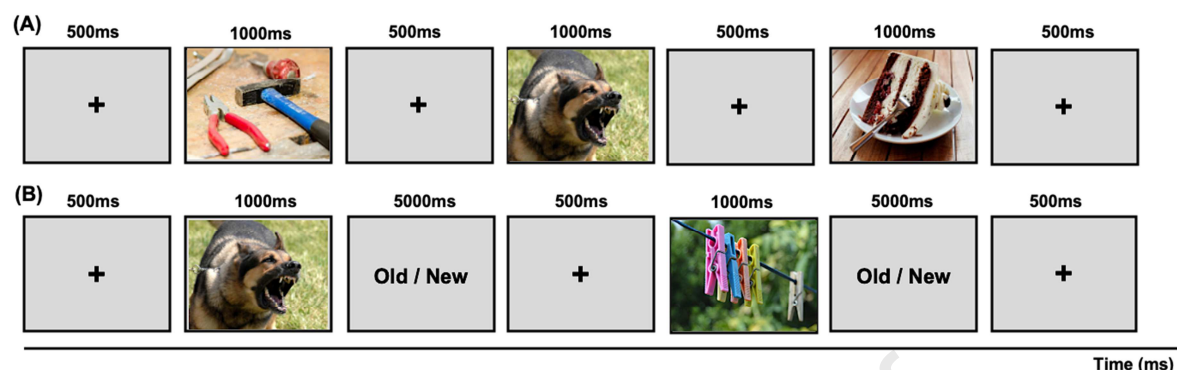 (A)
500ms 1000ms 500ms 1000ms 500ms 1000ms 500ms
+ + + +
(B)
500ms 1000ms 5000ms 500ms 1000ms 5000ms 500ms
+ Old / New + Old / New +
Time (ms)